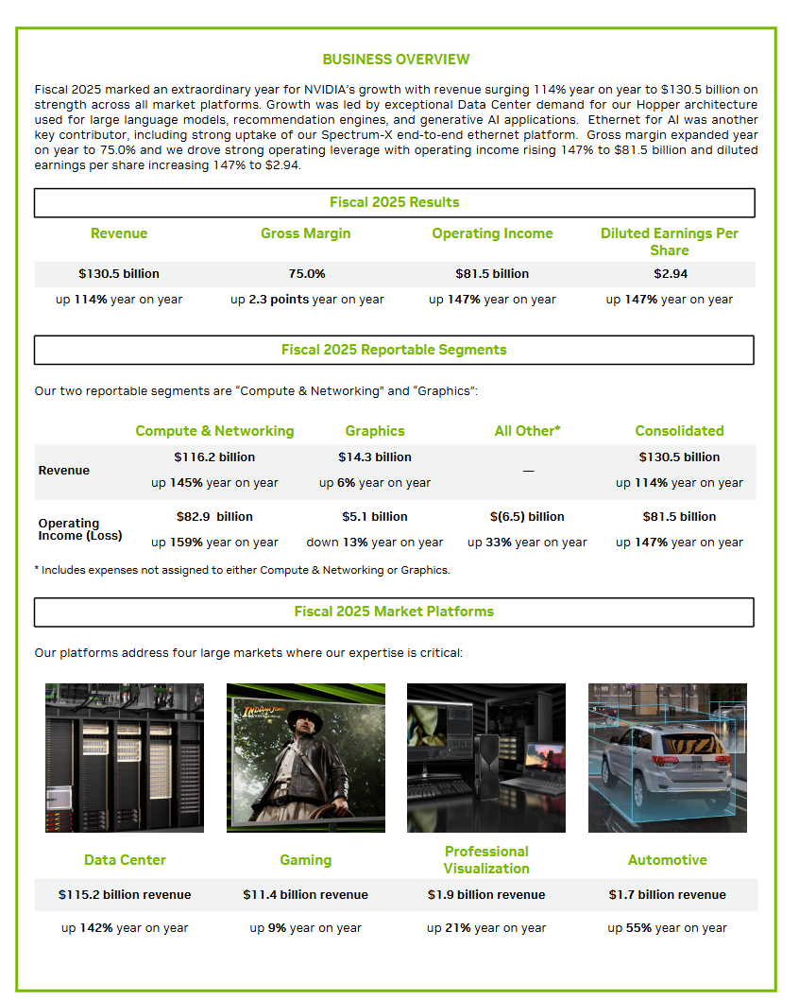 BUSINESS OVERVIEW
Fiscal 2025 marked an extraordinary year for NVIDIA’s growth with revenue surging 114% year on year to $130.5 billion on
strength across all market platforms. Growth was led by exceptional Data Center demand for our Hopper architecture
used for large language models, recommendation engines, and generative AI applications.  Ethernet for AI was another
key contributor, including strong uptake of our Spectrum-X end-to-end ethernet platform.  Gross margin expanded year
on year to 75.0% and we drove strong operating leverage with operating income rising 147% to $81.5 billion and diluted
earnings per share increasing 147% to $2.94.
Fiscal 2025 Results
Revenue Gross Margin Operating Income Diluted Earnings Per
Share
$130.5 billion 75.0% $81.5 billion $2.94
up 114% year on year up 2.3 points year on year up 147% year on year up 147% year on year
Fiscal 2025 Reportable Segments
Our two reportable segments are “Compute & Networking” and “Graphics”:
Compute & Networking Graphics All Other* Consolidated
Revenue
$116.2 billion $14.3 billion — $130.5 billion
up 145% year on year up 6% year on year up 114% year on year
Operating
Income (Loss)
$82.9  billion $5.1 billion $(6.5) billion $81.5 billion
up 159% year on year down 13% year on year up 33% year on year up 147% year on year
* Includes expenses not assigned to either Compute & Networking or Graphics.
Fiscal 2025 Market Platforms
Our platforms address four large markets where our expertise is critical:
INDIANA JONES
Data Center Gaming Professional
Visualization Automotive
$115.2 billion revenue $11.4 billion revenue $1.9 billion revenue $1.7 billion revenue
up 142% year on year up 9% year on year up 21% year on year up 55% year on year